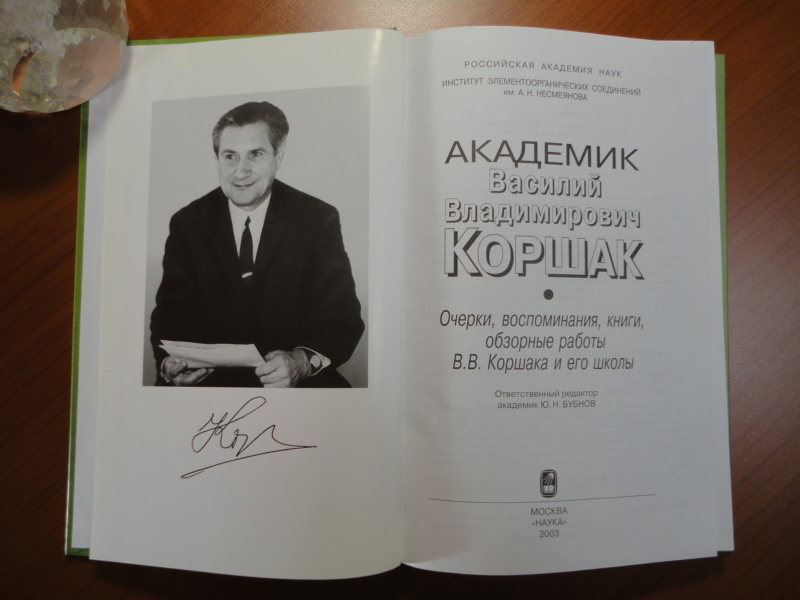 Кор
РОССИЙСКАЯ АКАДЕМИЯ НАУК
ИНСТИТУТ ЭЛЕМЕНТООРГАНИЧЕСКИХ СОЕДИНЕНИЙ
им. А. Н. НЕСМЕЯНОВА
АКАДЕМИК
Василий
Владимирович
КОРШАК
Очерки, воспоминания, книги,
обзорные работы
В.В. Коршака и его школы
Ответственный редактор
академик Ю. Н. БУБНОВ
МОСКВА
«НАУКА»
2003